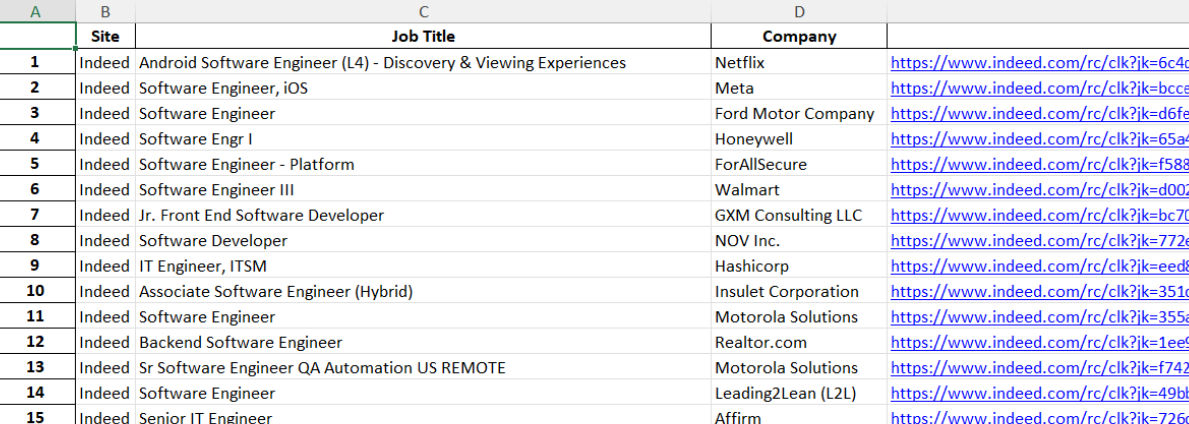 A B C D
Site Job Title Company
1 Indeed Android Software Engineer (L4) - Discovery & Viewing Experiences Netflix https://www.indeed.com/rc/clk?jk=6c4
2 Indeed Software Engineer, iOS Meta https://www.indeed.com/rc/clk?jk=bcce
3 Indeed Software Engineer Ford Motor Company https://www.indeed.com/rc/clk?jk=d6fe
4 Indeed Software Engr I Honeywell https://www.indeed.com/rc/clk?jk=65a4
5 Indeed Software Engineer - Platform ForAllSecure https://www.indeed.com/rc/clk?jk=f588
6 Indeed Software Engineer III Walmart https://www.indeed.com/rc/clk?jk=d002
7 Indeed Jr. Front End Software Developer GXM Consulting LLC https://www.indeed.com/rc/clk?jk=bc70
8 Indeed Software Developer NOV Inc. https://www.indeed.com/rc/clk?jk=772e
9 Indeed IT Engineer, ITSM Hashicorp https://www.indeed.com/rc/clk?jk=eed8
10 Indeed Associate Software Engineer (Hybrid) Insulet Corporation https://www.indeed.com/rc/clk?jk=351
11 Indeed Software Engineer Motorola Solutions https://www.indeed.com/rc/clk?jk=355a
12 Indeed Backend Software Engineer Realtor.com https://www.indeed.com/rc/clk?jk=1ee9
13 Indeed Sr Software Engineer QA Automation US REMOTE Motorola Solutions https://www.indeed.com/rc/clk?jk=f742
14 Indeed Software Engineer Leading2Lean (L2L) https://www.indeed.com/rc/clk?jk=49bb
15 Indeed Senior IT Engineer Affirm https://www.indeed.com/rc/clk?jk=726